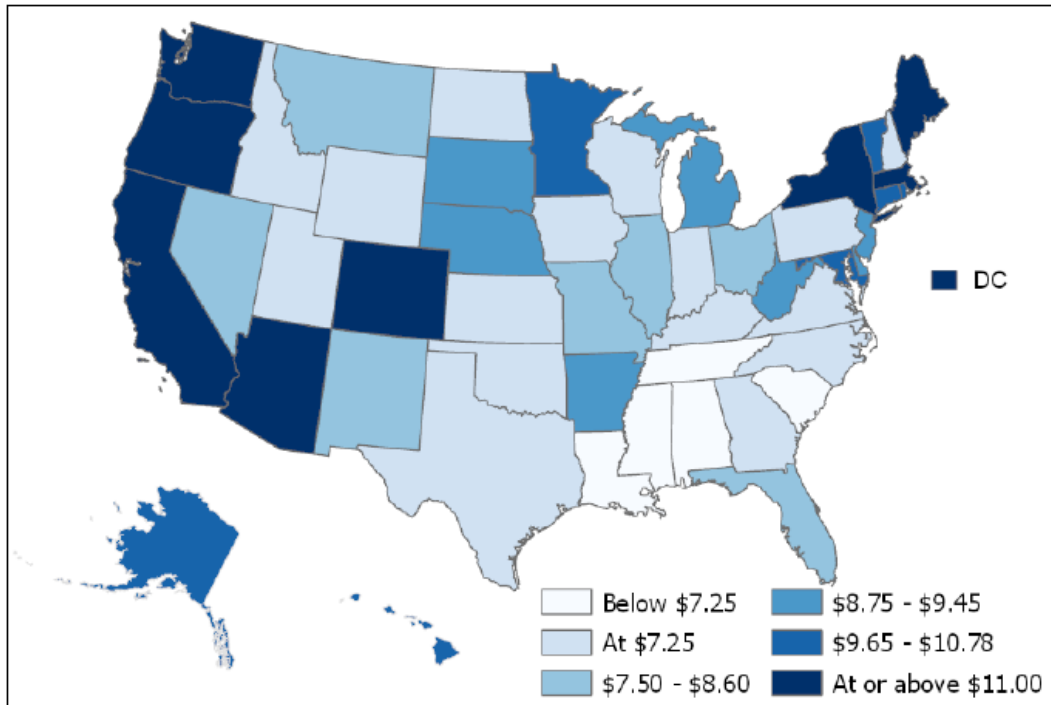 DC
Below $7.25
$8.75 - $9.45
At $7.25
$9.65 - $10.78
$7.50 - $8.60
At or above $11.00